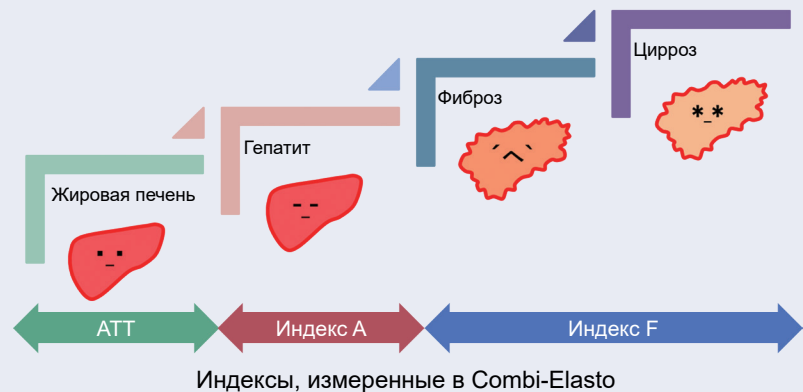 Цирроз
Фиброз
Гепатит
Жировая печень
ATT
Индекс A
Индекс F
Индексы, измеренные в Combi-Elasto